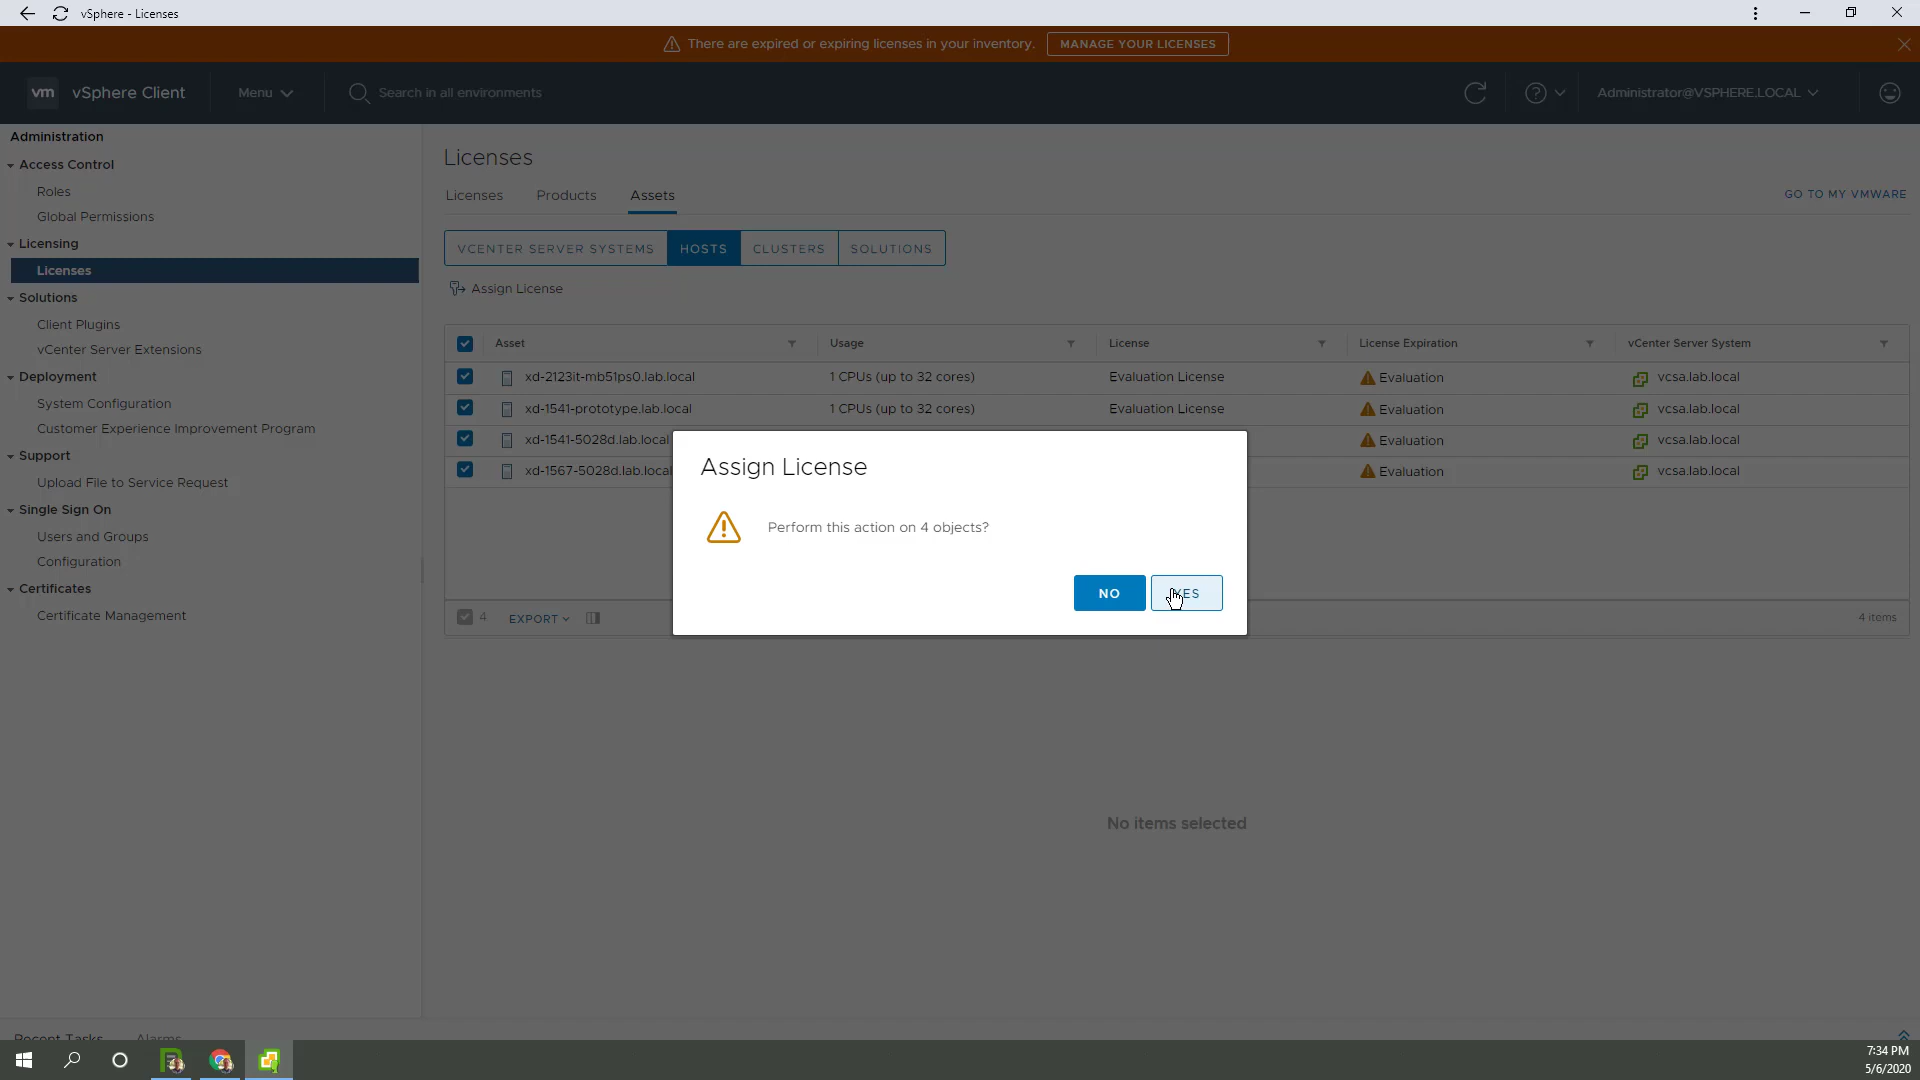 vSphere - Licenses
There are expired or expiring licenses in your inventory. MANAGE YOUR LICENSES
vm vSphere Client Menu Search in all environments Administrator@VSPHERE.LOCAL
Administration
Access Control
Roles
Global Permissions
Licensing
Licenses
Solutions
Client Plugins
vCenter Server Extensions
Deployment
System Configuration
Customer Experience Improvement Program
Support
Upload File to Service Request
Single Sign On
Users and Groups
Configuration
Certificates
Certificate Management
Licenses
Licenses Products Assets GO TO MY VMWARE
VCENTER SERVER SYSTEMS HOSTS CLUSTERS SOLUTIONS
Assign License
Asset Usage License License Expiration vCenter Server System
xd-2123it-mb51ps0.lab.local 1 CPUs (up to 32 cores) Evaluation License Evaluation vcsa.lab.local
xd-1541-prototype.lab.local 1 CPUs (up to 32 cores) Evaluation License Evaluation vcsa.lab.local
xd-1541-5028d.lab.local Evaluation vcsa.lab.local
xd-1567-5028d.lab.local Evaluation vcsa.lab.local
Assign License
Perform this action on 4 objects?
NO YES
4 EXPORT 4 items
No items selected
Recent Tasks Alarms
7:34 PM
5/6/2020